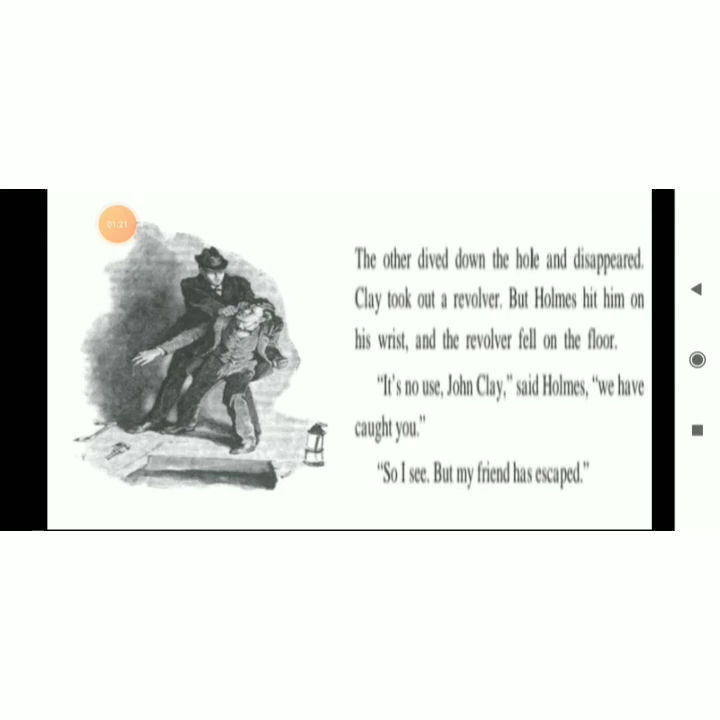 01:21
The other dived down the hole and disappeared.
Clay took out a revolver. But Holmes hit him on
his wrist, and the revolver fell on the floor.
“It’s no use, John Clay,” said Holmes, “we have
caught you.”
“So I see. But my friend has escaped.”